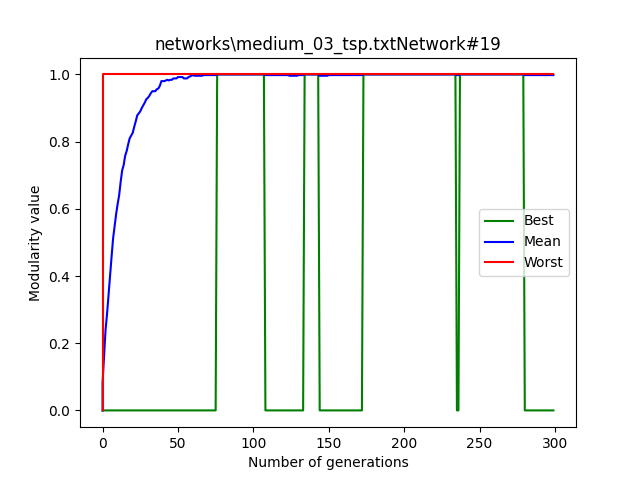 networks\medium_03_tsp.txtNetwork#19
Modularity value
1.0
0.8
0.6
0.4
0.2
0.0
Best
Mean
Worst
0 50 100 150 200 250 300
Number of generations